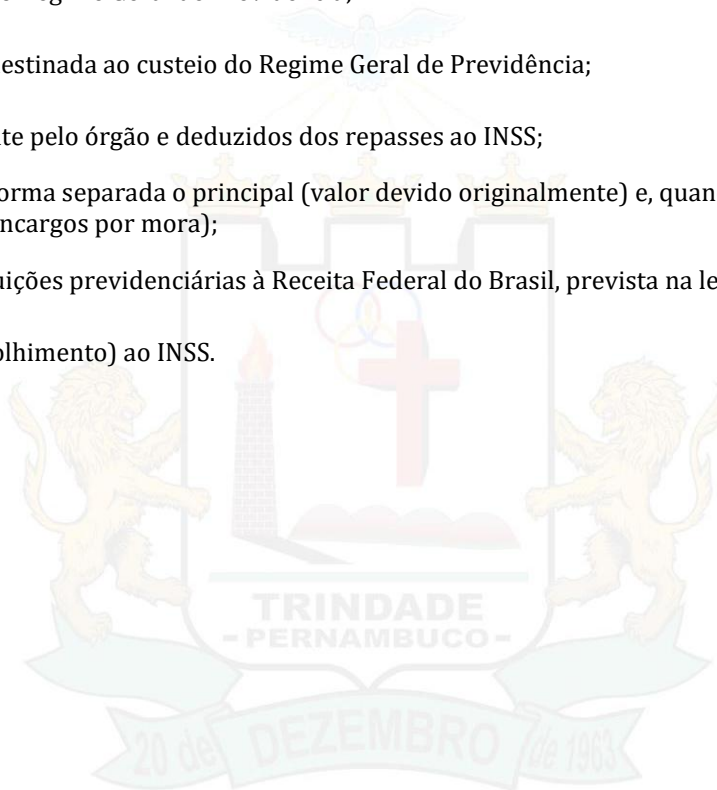 estinada ao custeio do Regime Geral de Previdência;
te pelo órgão e deduzidos dos repasses ao INSS;
orma separada o principal (valor devido originalmente) e, quan
ncargos por mora);
uições previdenciárias à Receita Federal do Brasil, prevista na le
olhimento) ao INSS.
TRINDADE
- PERNAMBUCO -
20 de DEZEMBRO de 1963